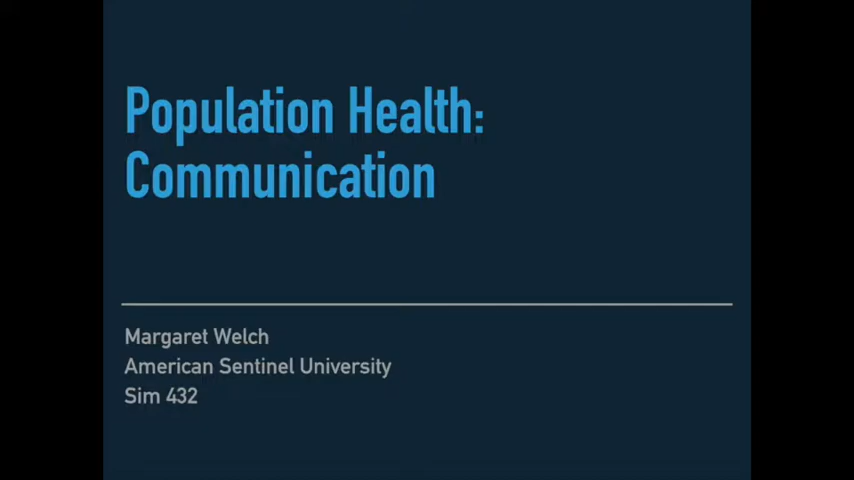 Population Health:
Communication
Margaret Welch
American Sentinel University
Sim 432